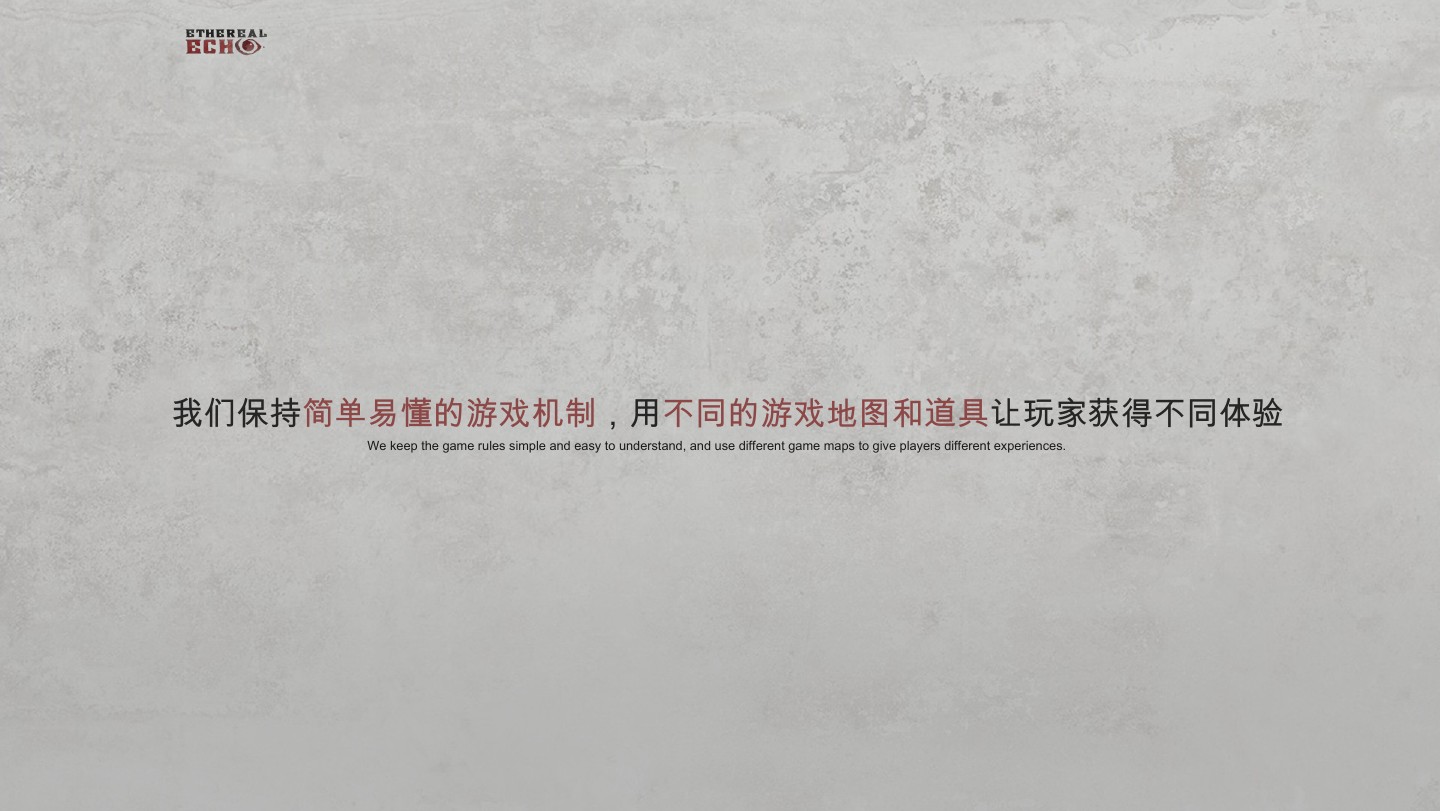 ETHEREAL
ECHO
我们保持简单易懂的游戏机制，用不同的游戏地图和道具让玩家获得不同体验
We keep the game rules simple and easy to understand, and use different game maps to give players different experiences.